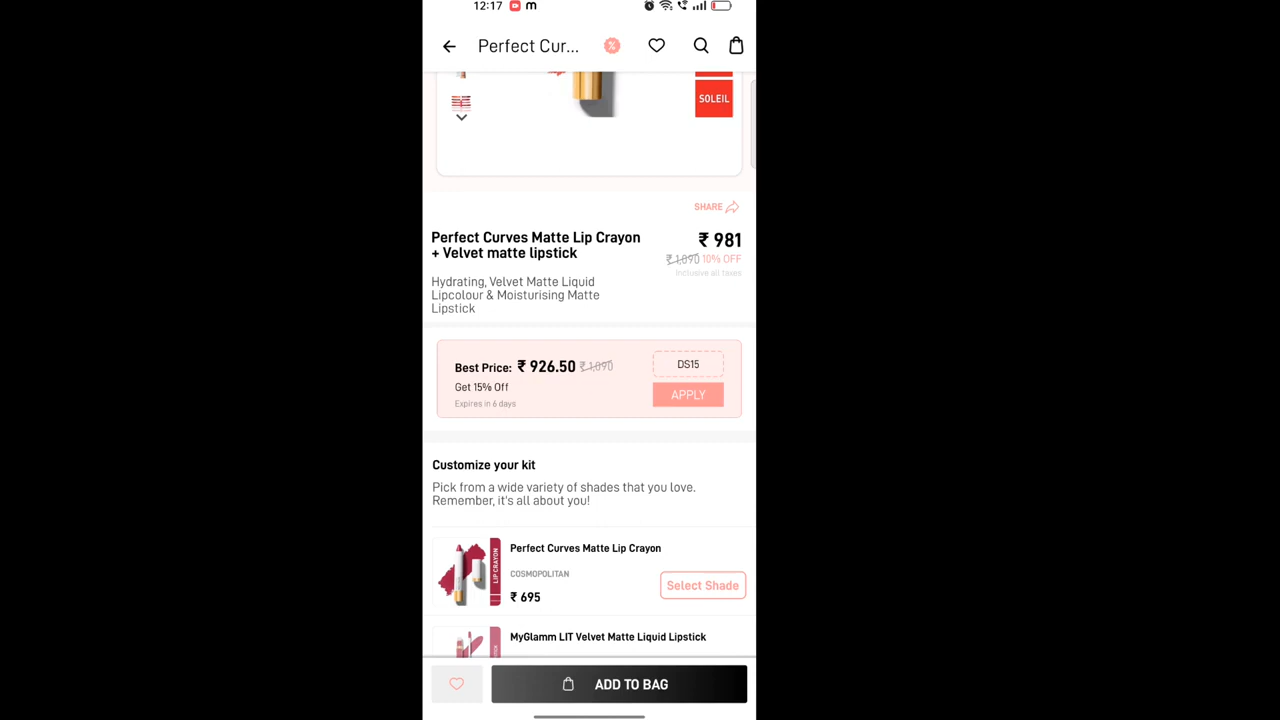 12:17 m
Perfect Cur...
SOLEIL
SHARE
Perfect Curves Matte Lip Crayon
+ Velvet matte lipstick
₹ 981
₹ 1,090 10% OFF
Inclusive all taxes
Hydrating, Velvet Matte Liquid
Lipcolour & Moisturising Matte
Lipstick
Best Price: ₹ 926.50 ₹ 1,090
DS15
Get 15% Off
APPLY
Expires in 6 days
Customize your kit
Pick from a wide variety of shades that you love.
Remember, it's all about you!
LIP CRAYON
Perfect Curves Matte Lip Crayon
COSMOPOLITAN
Select Shade
₹ 695
MyGlamm LIT Velvet Matte Liquid Lipstick
ADD TO BAG